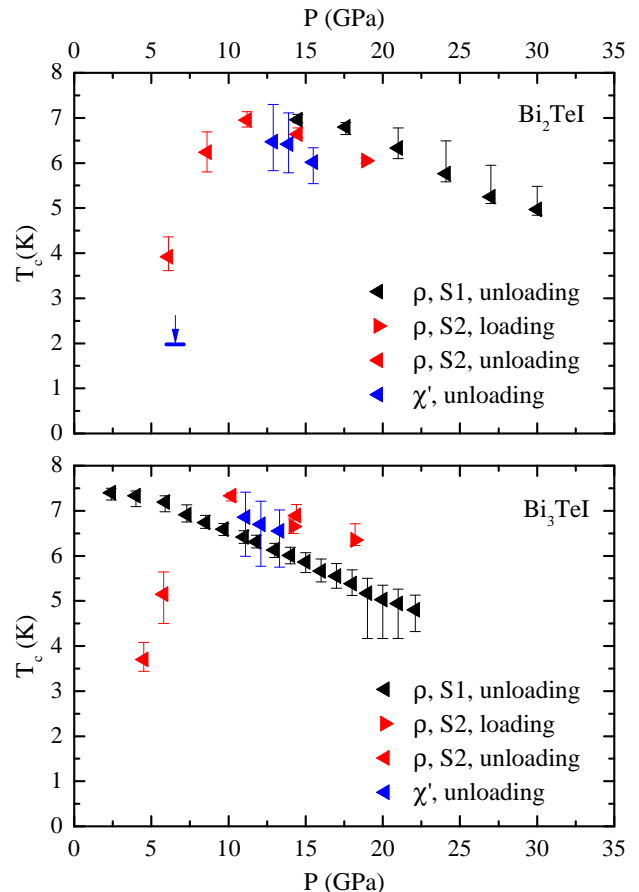 P (GPa)
0 5 10 15 20 25 30 35
8
7
6
5
4
3
2
1
0
T_c(K)
Bi₂TeI
ρ, S1, unloading
ρ, S2, loading
ρ, S2, unloading
χ', unloading
8
7
6
5
4
3
2
1
0
T_c(K)
Bi₃TeI
ρ, S1, unloading
ρ, S2, loading
ρ, S2, unloading
χ', unloading
0 5 10 15 20 25 30 35
P (GPa)